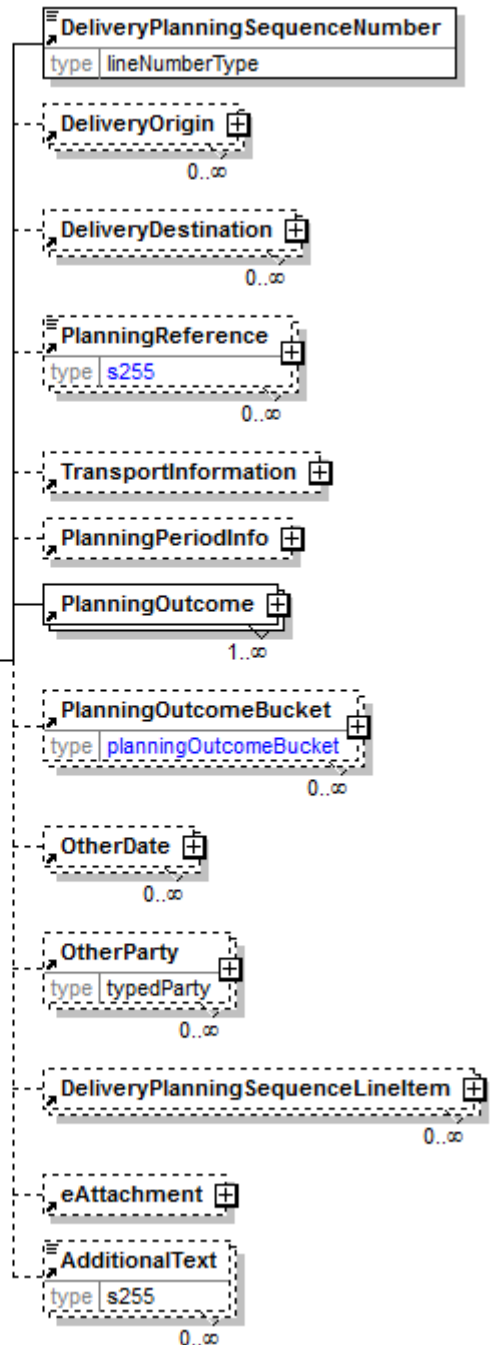 DeliveryPlanningSequenceNumber
type lineNumberType
DeliveryOrigin
0..∞
DeliveryDestination
0..∞
PlanningReference
type s255
0..∞
TransportInformation
PlanningPeriodInfo
PlanningOutcome
1..∞
PlanningOutcomeBucket
type planningOutcomeBucket
0..∞
OtherDate
0..∞
OtherParty
type typedParty
0..∞
DeliveryPlanningSequenceLineItem
0..∞
eAttachment
AdditionalText
type s255
0..∞